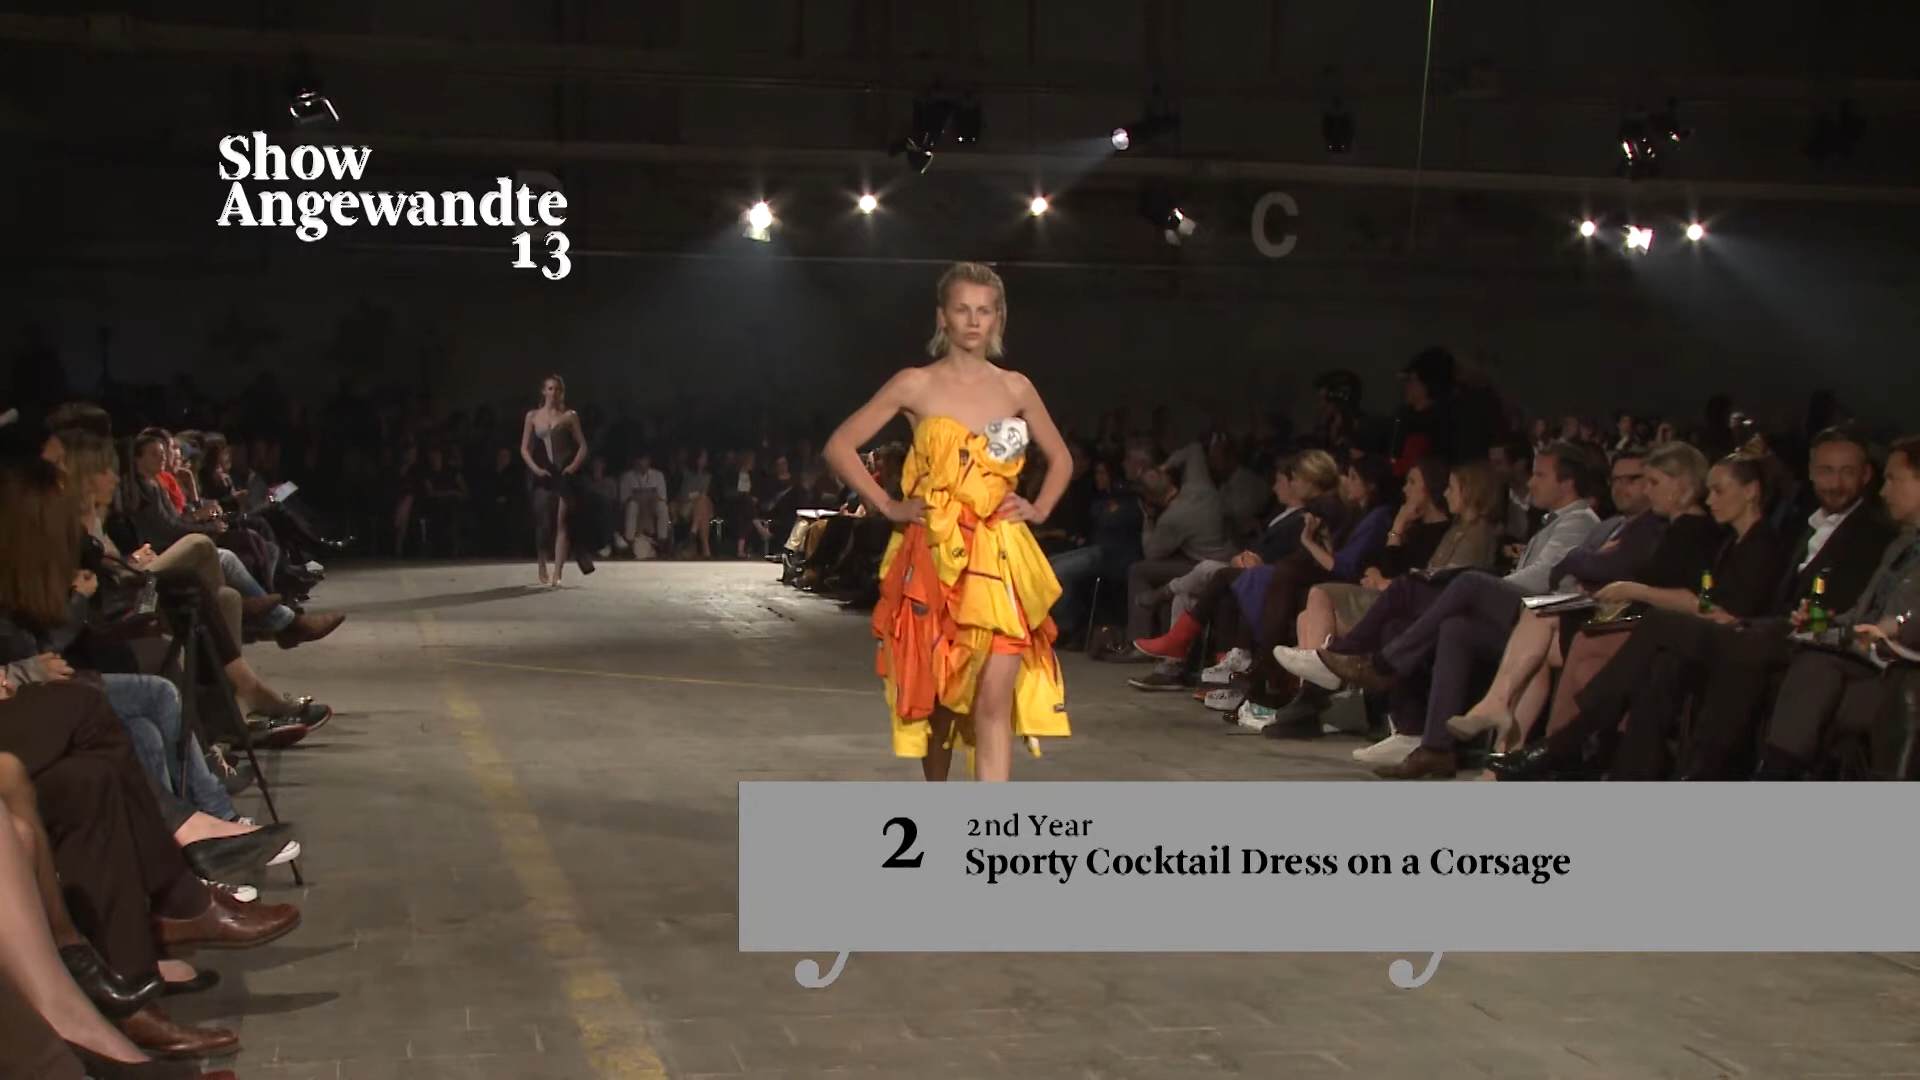 Show
Angewandte
13
C
2
2nd Year
Sporty Cocktail Dress on a Corsage